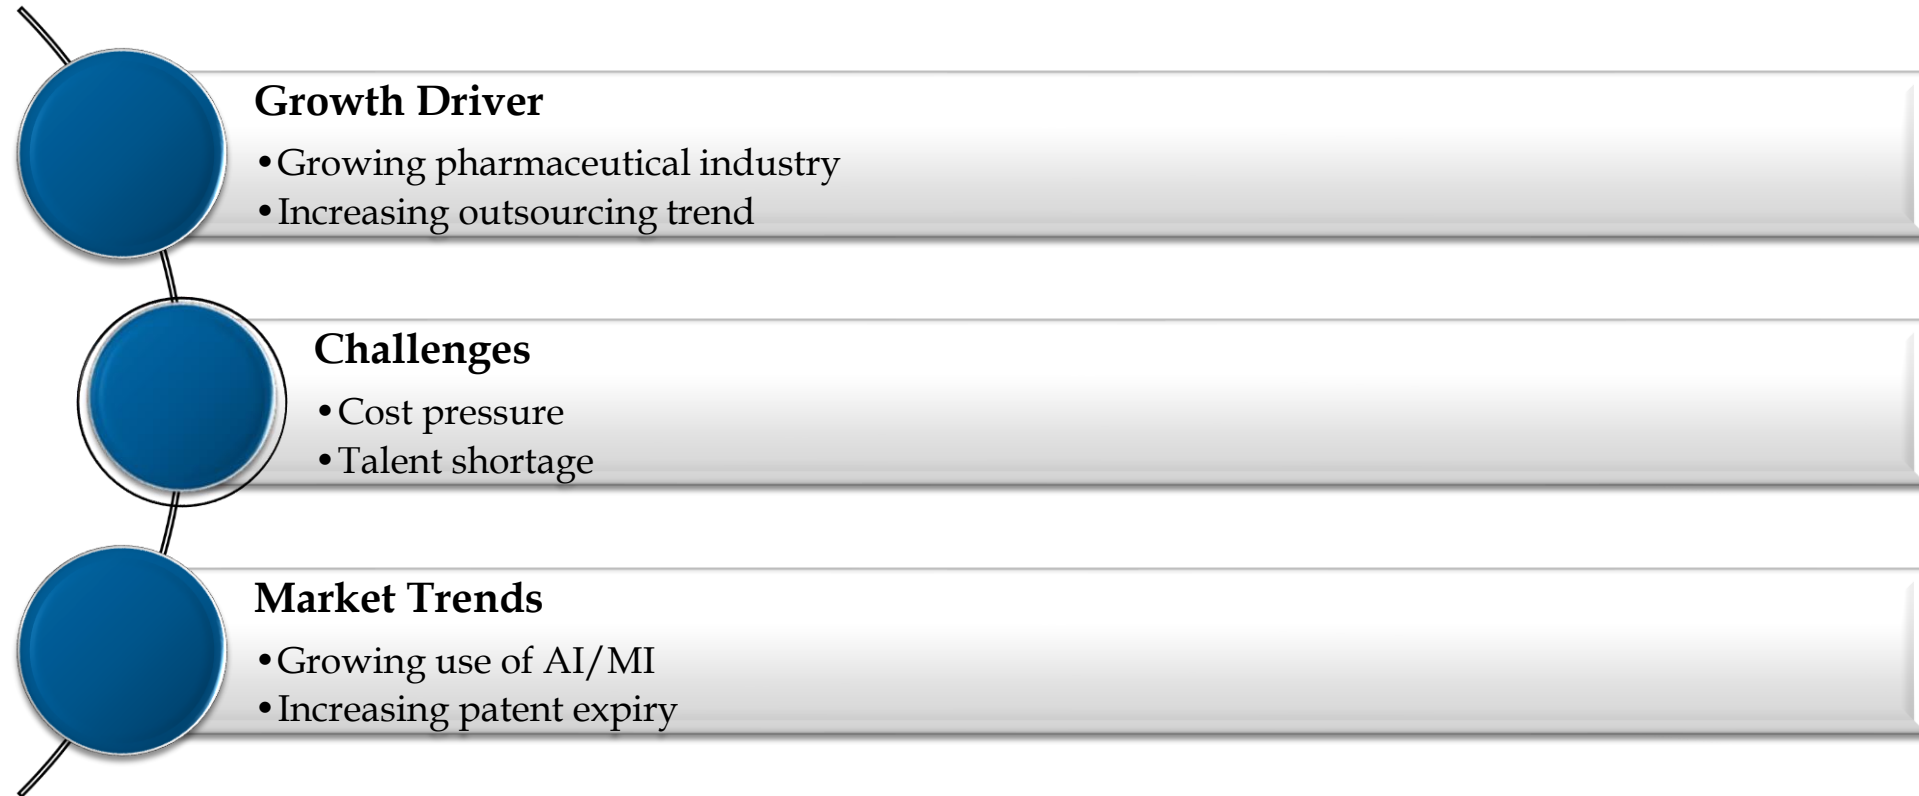 Growth Driver
•Growing pharmaceutical industry
•Increasing outsourcing trend
Challenges
•Cost pressure
•Talent shortage
Market Trends
•Growing use of AI/MI
•Increasing patent expiry